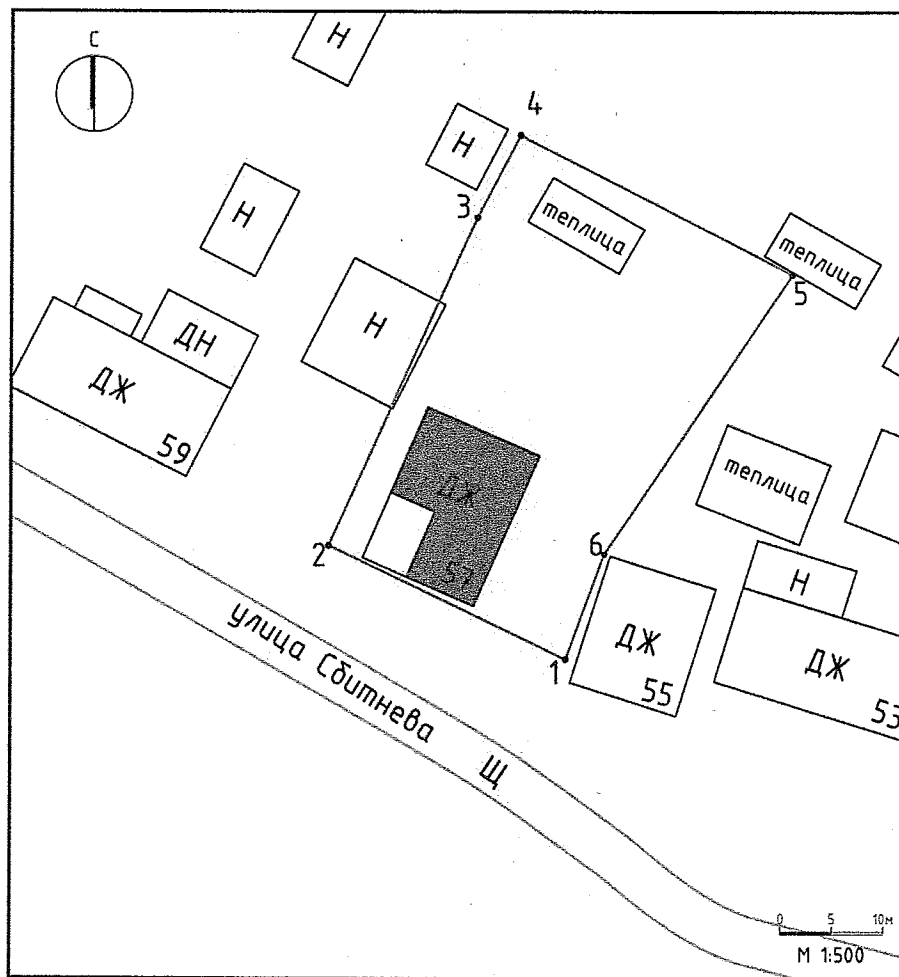 С
Н
4
Н
3
Н
теплица
теплица
5
Н
ДН
ДЖ
59
ДЖ
57
теплица
2
6
Н
ДЖ
55
ДЖ
53
1
улица Сбитнева
Щ
0 5 10м
М 1:500